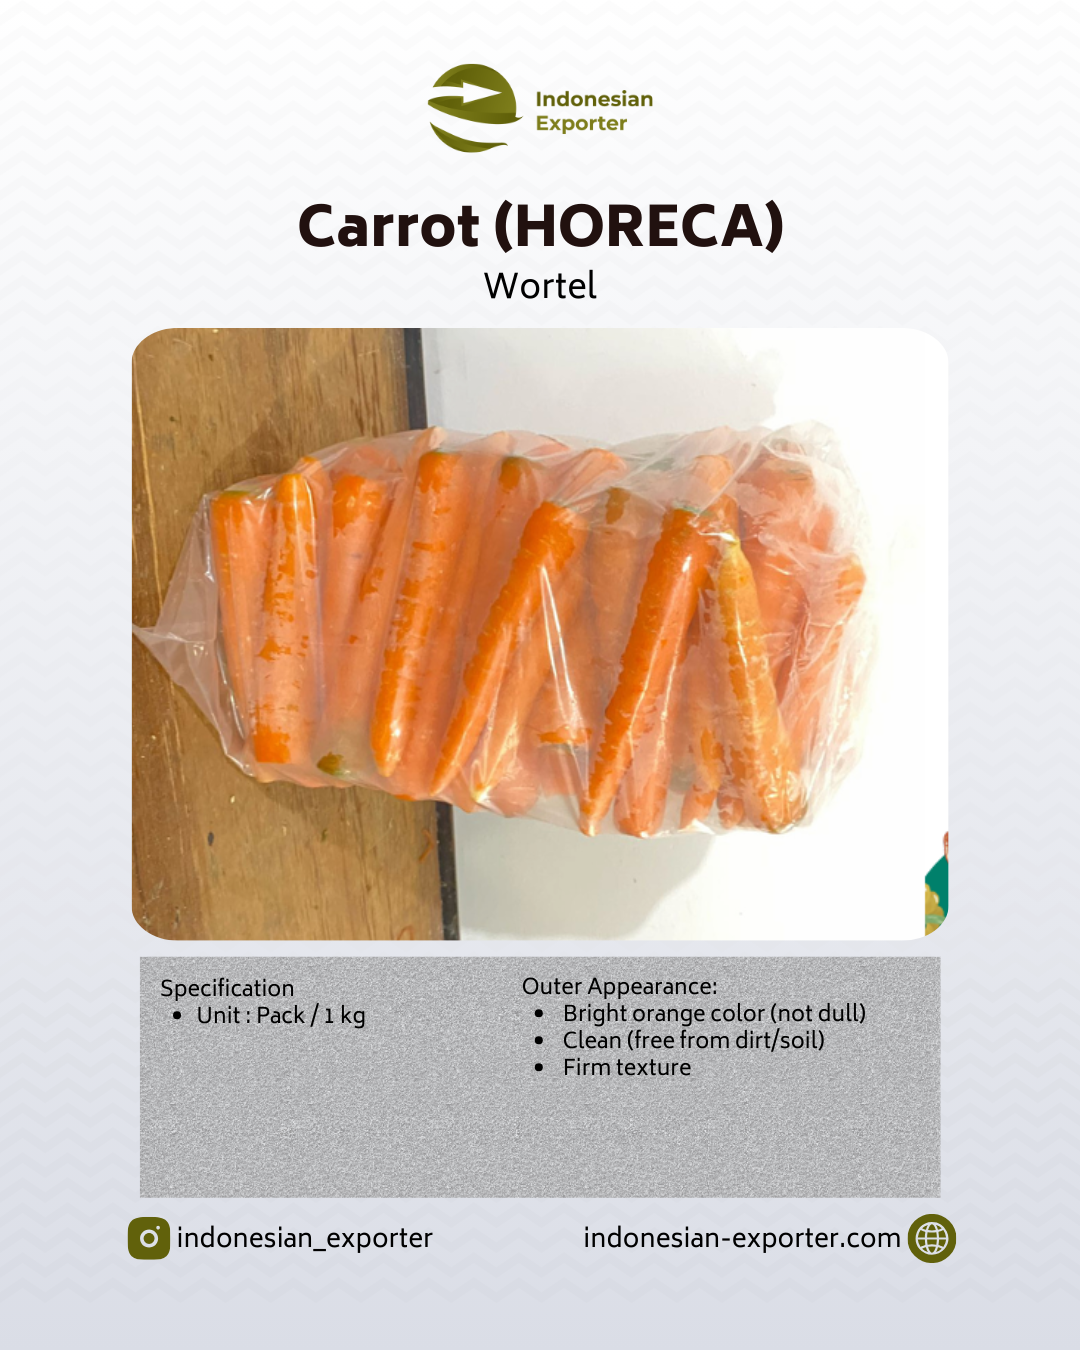 Indonesian
Exporter
Carrot (HORECA)
Wortel
Specification
• Unit : Pack / 1 kg
Outer Appearance:
• Bright orange color (not dull)
• Clean (free from dirt/soil)
• Firm texture
indonesian_exporter
indonesian-exporter.com